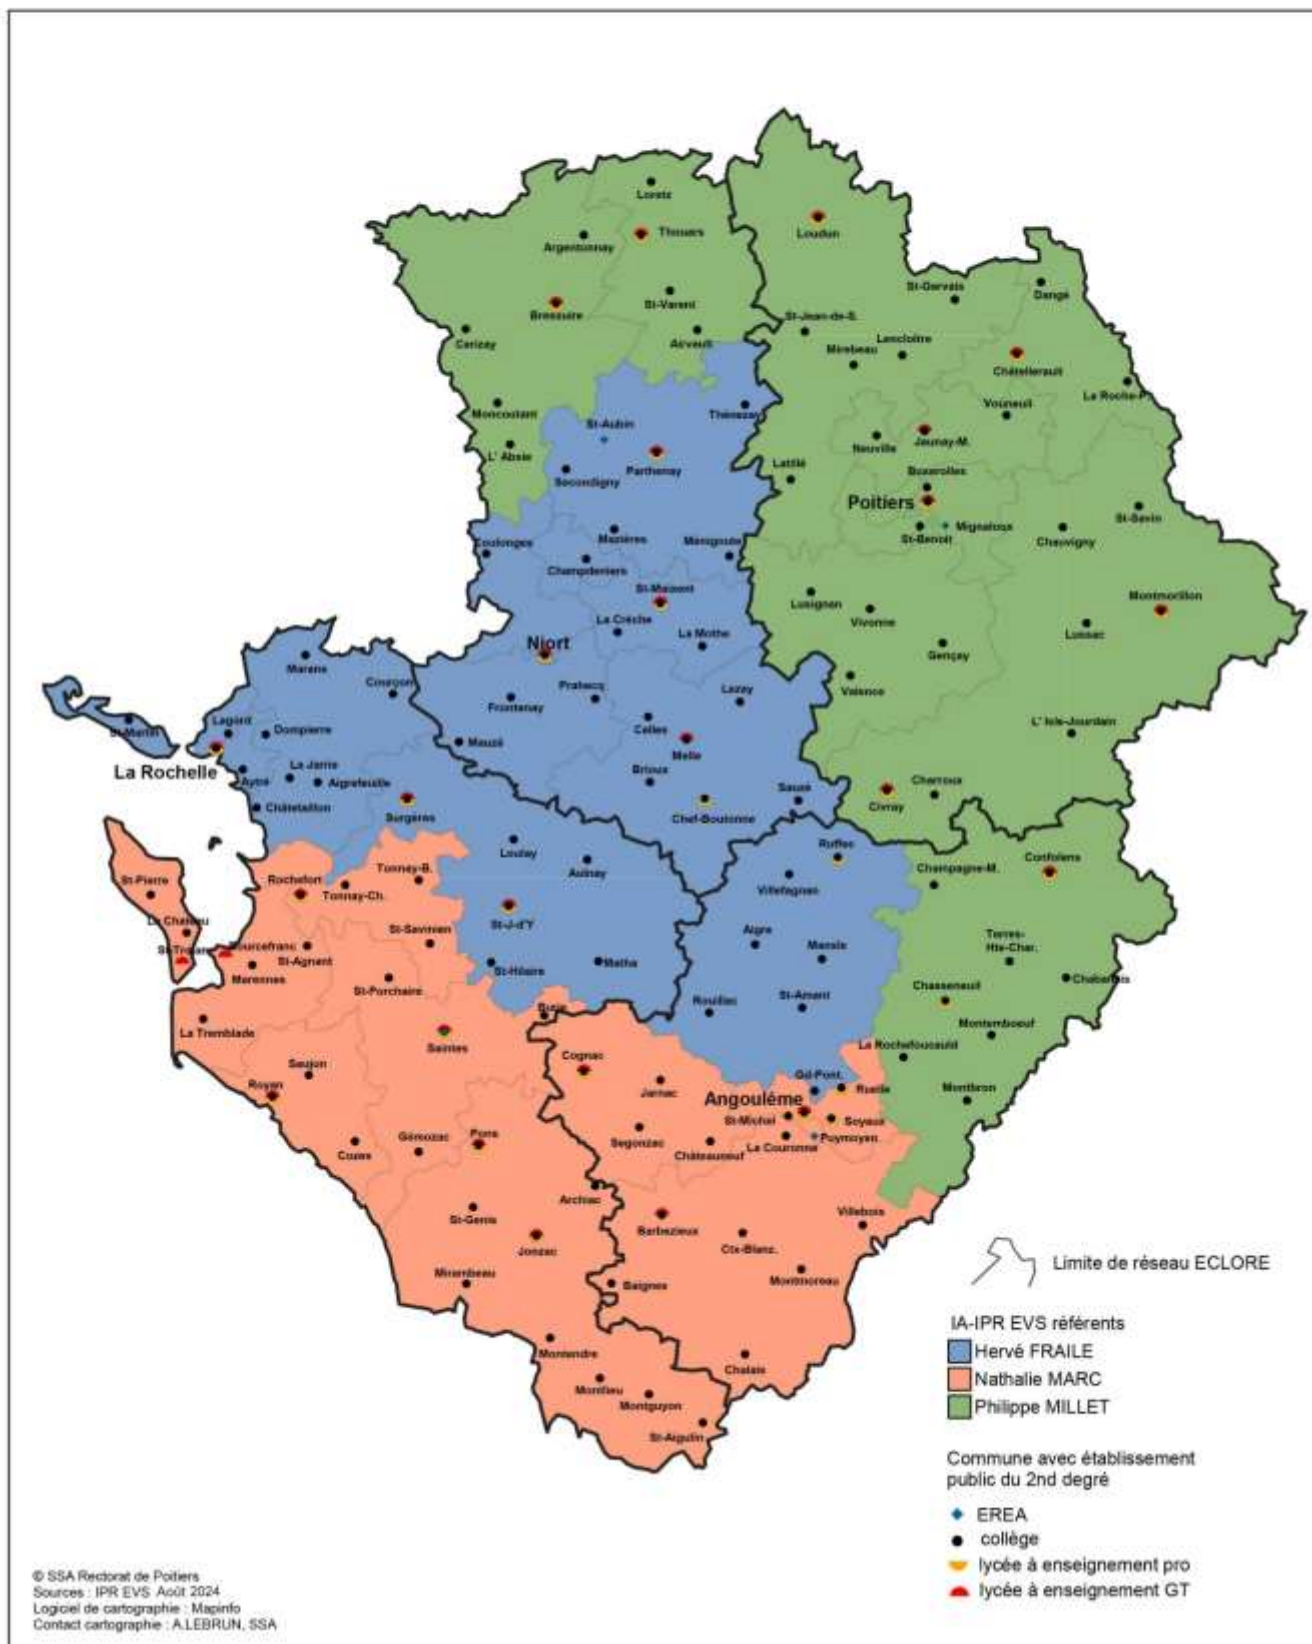 Loretz
Thouars
Argentonnay
Loudun
St-Gervais
Dangé
St-Varent
Bressuire
St-Jean-de-S.
Cerizay
Airvault
Mirebeau
Lencloitre
Châtellerault
La Roche-P.
Moncoutant
Thénezay
Vouneuil
St-Aubin
Jaunay-M.
Neuville
L' Absie
Parthenay
Latillé
Buxerolles
Secondigny
Poitiers
St-Savin
Mignaloux
St-Benoit
Chauvigny
Coulonges
Mazières
Ménigoute
Champdeniers
St-Maixent
Lusignan
Montmorillon
La Crèche
Vivonne
Lussac
La Mothe
Niort
Gençay
Marans
Valence
Courçon
Prahecq
Lezay
Frontenay
L' Isle-Jourdain
St-Martin
Lagord
Dompierre
Celles
Mauzé
Melle
La Rochelle
La Jarrie
Aytré
Aigrefeuille
Brioux
Charroux
Sauzé
Civray
Châtelaillon
Surgères
Chef-Boutonne
Loulay
Ruffec
Aulnay
Champagne-M.
Confolens
Tonnay-B.
Rochefort
Villefagnan
St-Pierre
Tonnay-Ch.
St-J-d'Y
Le Chateau
St-Savinien
Aigre
Terres-
Hte-Char.
St-Trojan
Bourcefranc
Mansle
St-Agnant
St-Hilaire
Matha
Marennes
Chabanais
St-Porchaire
Chasseneuil
St-Amant
Rouillac
Burie
La Tremblade
Montemboeuf
Saintes
La Rochefoucauld
Cognac
Saujon
Gd-Pont.
Royan
Jarnac
Ruelle
Montbron
Angoulême
St-Michel
Soyaux
Gémozac
Pons
Segonzac
La Couronne
Puymoyen
Cozes
Châteauneuf
Archiac
St-Genis
Villebois
Barbezieux
Jonzac
Ctx-Blanz.
Mirambeau
Montmoreau
Baignes
Montendre
Chalais
Montlieu
Montguyon
St-Aigulin
Limite de réseau ECLORE
IA-IPR EVS référents
Hervé FRAILE
Nathalie MARC
Philippe MILLET
Commune avec établissement
public du 2nd degré
EREA
collège
lycée à enseignement pro
lycée à enseignement GT
© SSA Rectorat de Poitiers
Sources : IPR EVS Août 2024
Logiciel de cartographie : Mapinfo
Contact cartographie : A.LEBRUN, SSA